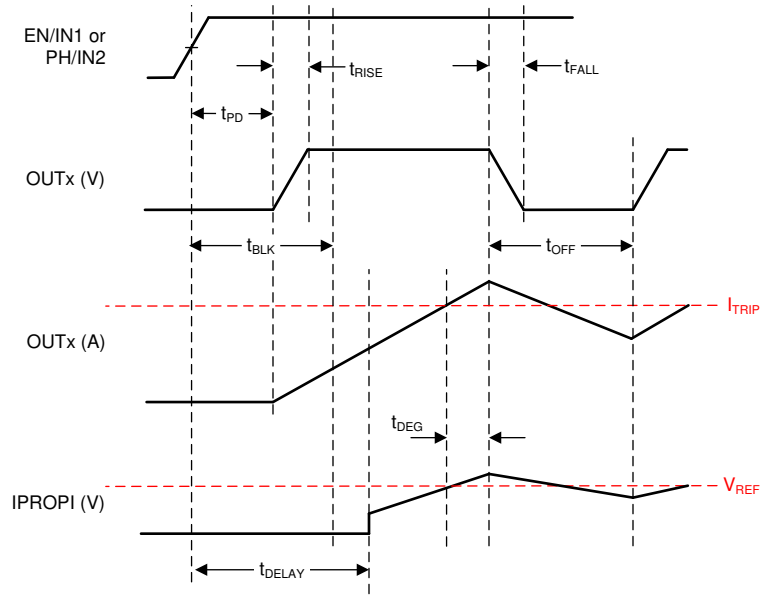 EN/IN1 or
PH/IN2
tRISE
tFALL
tPD
OUTx (V)
tBLK
tOFF
ITRIP
OUTx (A)
tDEG
IPROPI (V)
VREF
tDELAY